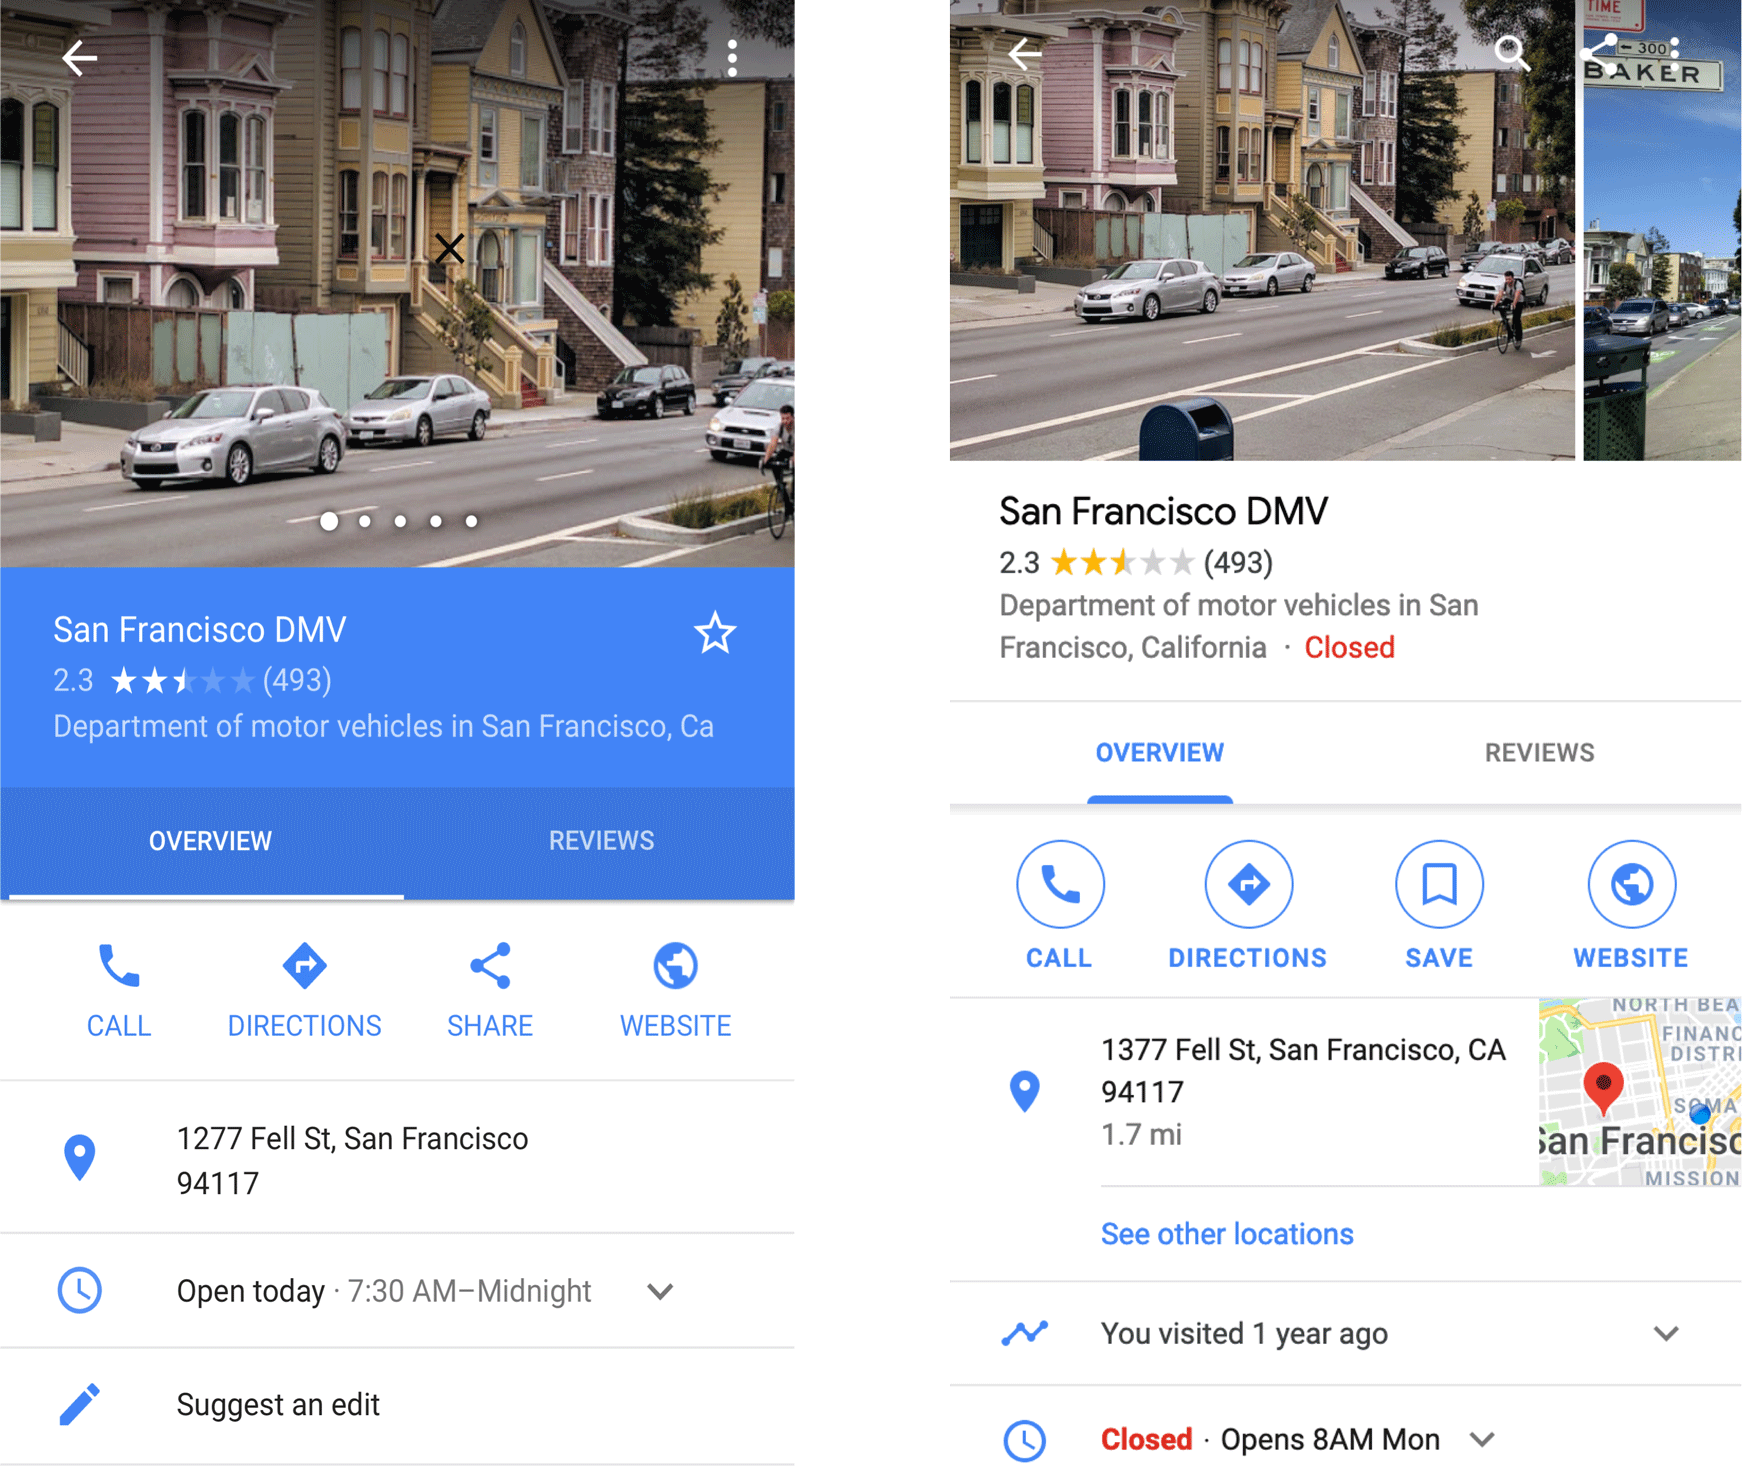 San Francisco DMV
2.3 (493)
Department of motor vehicles in San Francisco, Ca
OVERVIEW REVIEWS
CALL DIRECTIONS SHARE WEBSITE
1277 Fell St, San Francisco
94117
Open today · 7:30 AM–Midnight
Suggest an edit
TIME
300
BAKER
San Francisco DMV
2.3 (493)
Department of motor vehicles in San
Francisco, California · Closed
OVERVIEW REVIEWS
CALL DIRECTIONS SAVE WEBSITE
1377 Fell St, San Francisco, CA
94117
1.7 mi
NORTH BEA
FINANC
DISTRI
SOMA
San Francisc
MISSION
See other locations
You visited 1 year ago
Closed · Opens 8AM Mon